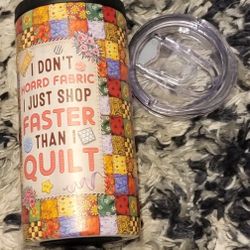 I DON'T
HOARD FABRIC
I JUST SHOP
FASTER
THAN I
QUILT